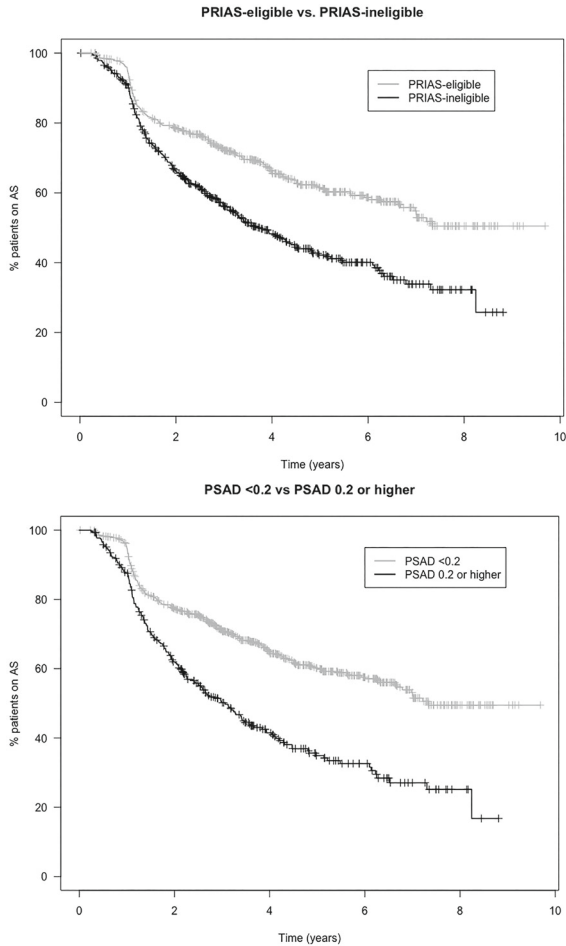 PRIAS-eligible vs. PRIAS-ineligible
100
80
60
40
20
0
% patients on AS
PRIAS-eligible
PRIAS-ineligible
0 2 4 6 8 10
Time (years)
PSAD <0.2 vs PSAD 0.2 or higher
100
80
60
40
20
0
% patients on AS
PSAD <0.2
PSAD 0.2 or higher
0 2 4 6 8 10
Time (years)